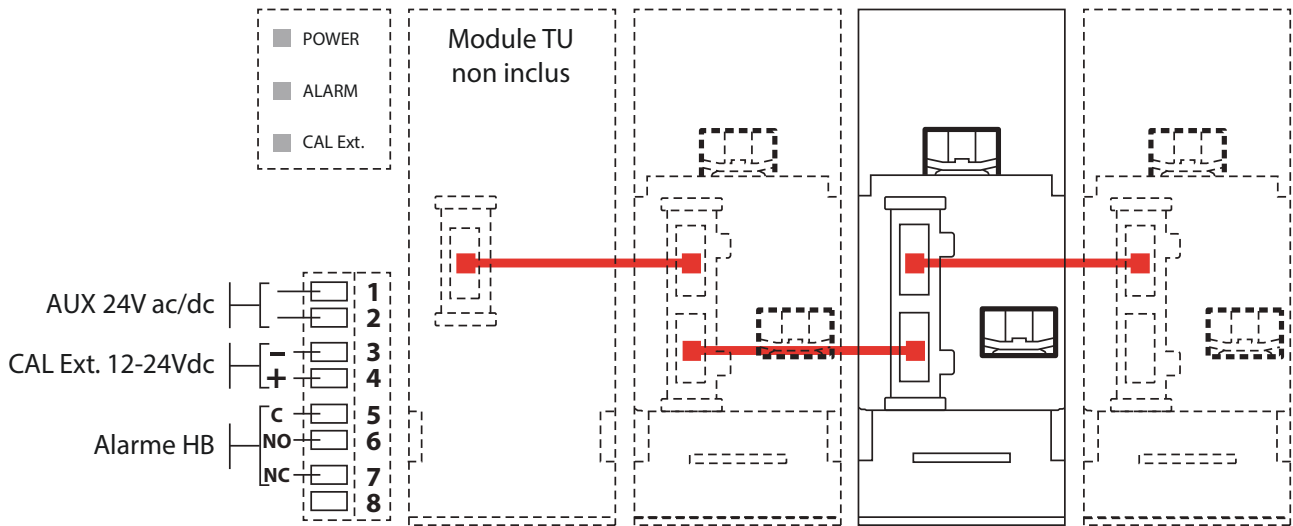 POWER
ALARM
CAL Ext.
Module TU
non inclus
AUX 24V ac/dc
1
2
CAL Ext. 12-24Vdc
– 3
+ 4
Alarme HB
C 5
NO 6
NC 7
8